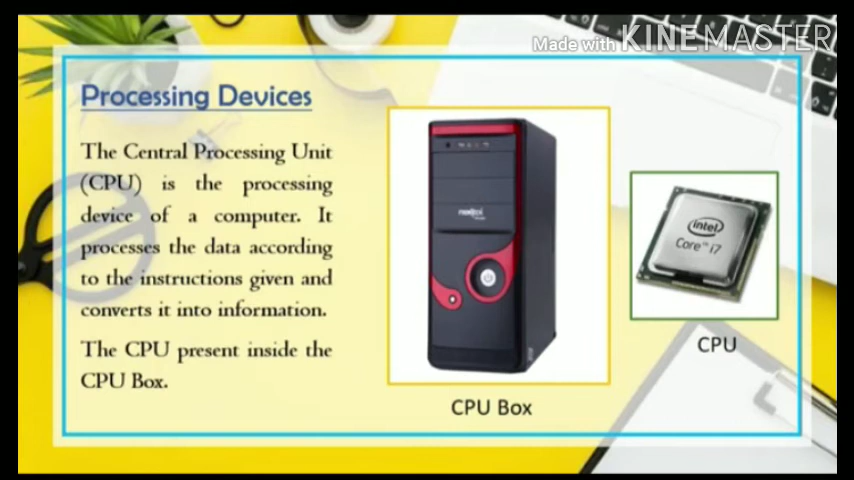 Made with KINEMASTER
Processing Devices
The Central Processing Unit
(CPU) is the processing
device of a computer. It
processes the data according
to the instructions given and
converts it into information.
The CPU present inside the
CPU Box.
intel
Core™ i7
CPU
CPU Box